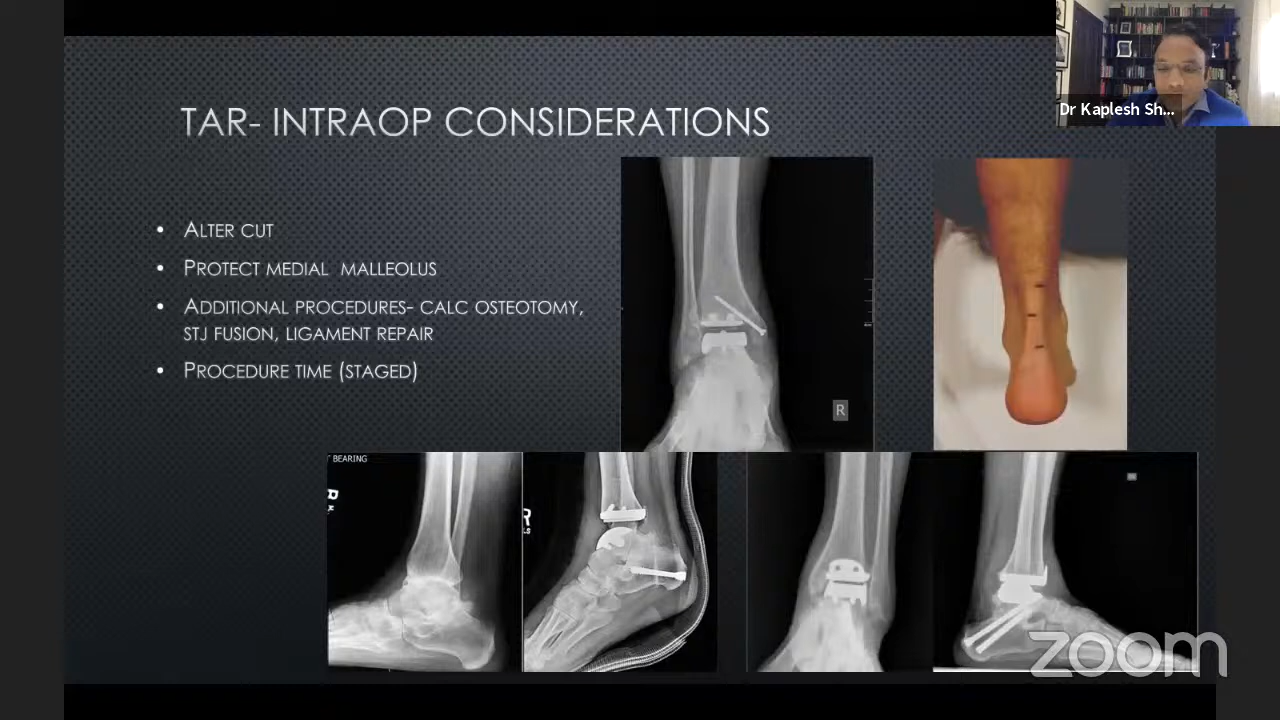 Dr Kaplesh Sh...
TAR- INTRAOP CONSIDERATIONS
• ALTER CUT
• PROTECT MEDIAL MALLEOLUS
• ADDITIONAL PROCEDURES- CALC OSTEOTOMY,
STJ FUSION, LIGAMENT REPAIR
• PROCEDURE TIME (STAGED)
R
BEARING
R
R
zoom